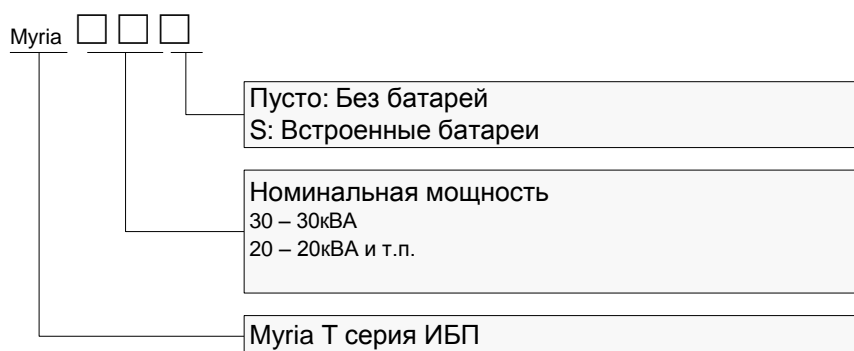 Myria
Пусто: Без батарей
S: Встроенные батареи
Номинальная мощность
30 – 30кВА
20 – 20кВА и т.п.
Myria T серия ИБП